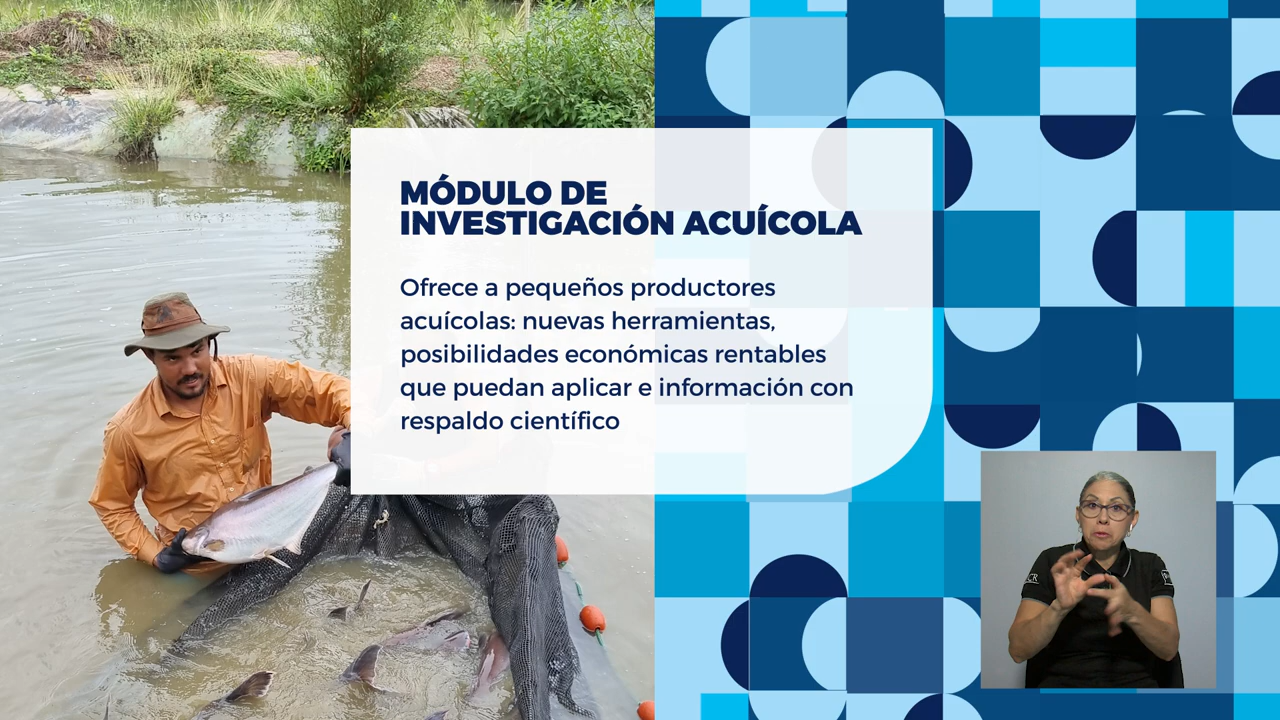 MÓDULO DE
INVESTIGACIÓN ACUÍCOLA
Ofrece a pequeños productores
acuícolas: nuevas herramientas,
posibilidades económicas rentables
que puedan aplicar e información con
respaldo científico